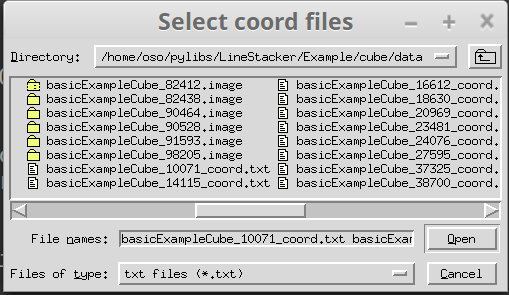 Select coord files
Directory: /home/oso/pylibs/LineStacker/Example/cube/data
basicExampleCube_82412.image
basicExampleCube_82438.image
basicExampleCube_90464.image
basicExampleCube_90528.image
basicExampleCube_91593.image
basicExampleCube_98205.image
basicExampleCube_10071_coord.txt
basicExampleCube_14115_coord.txt
basicExampleCube_16612_coord.
basicExampleCube_18630_coord.
basicExampleCube_20969_coord.
basicExampleCube_23481_coord.
basicExampleCube_24076_coord.
basicExampleCube_27595_coord.
basicExampleCube_37325_coord.
basicExampleCube_38700_coord.
File names: basicExampleCube_10071_coord.txt basicExam Open
Files of type: txt files (*.txt) Cancel